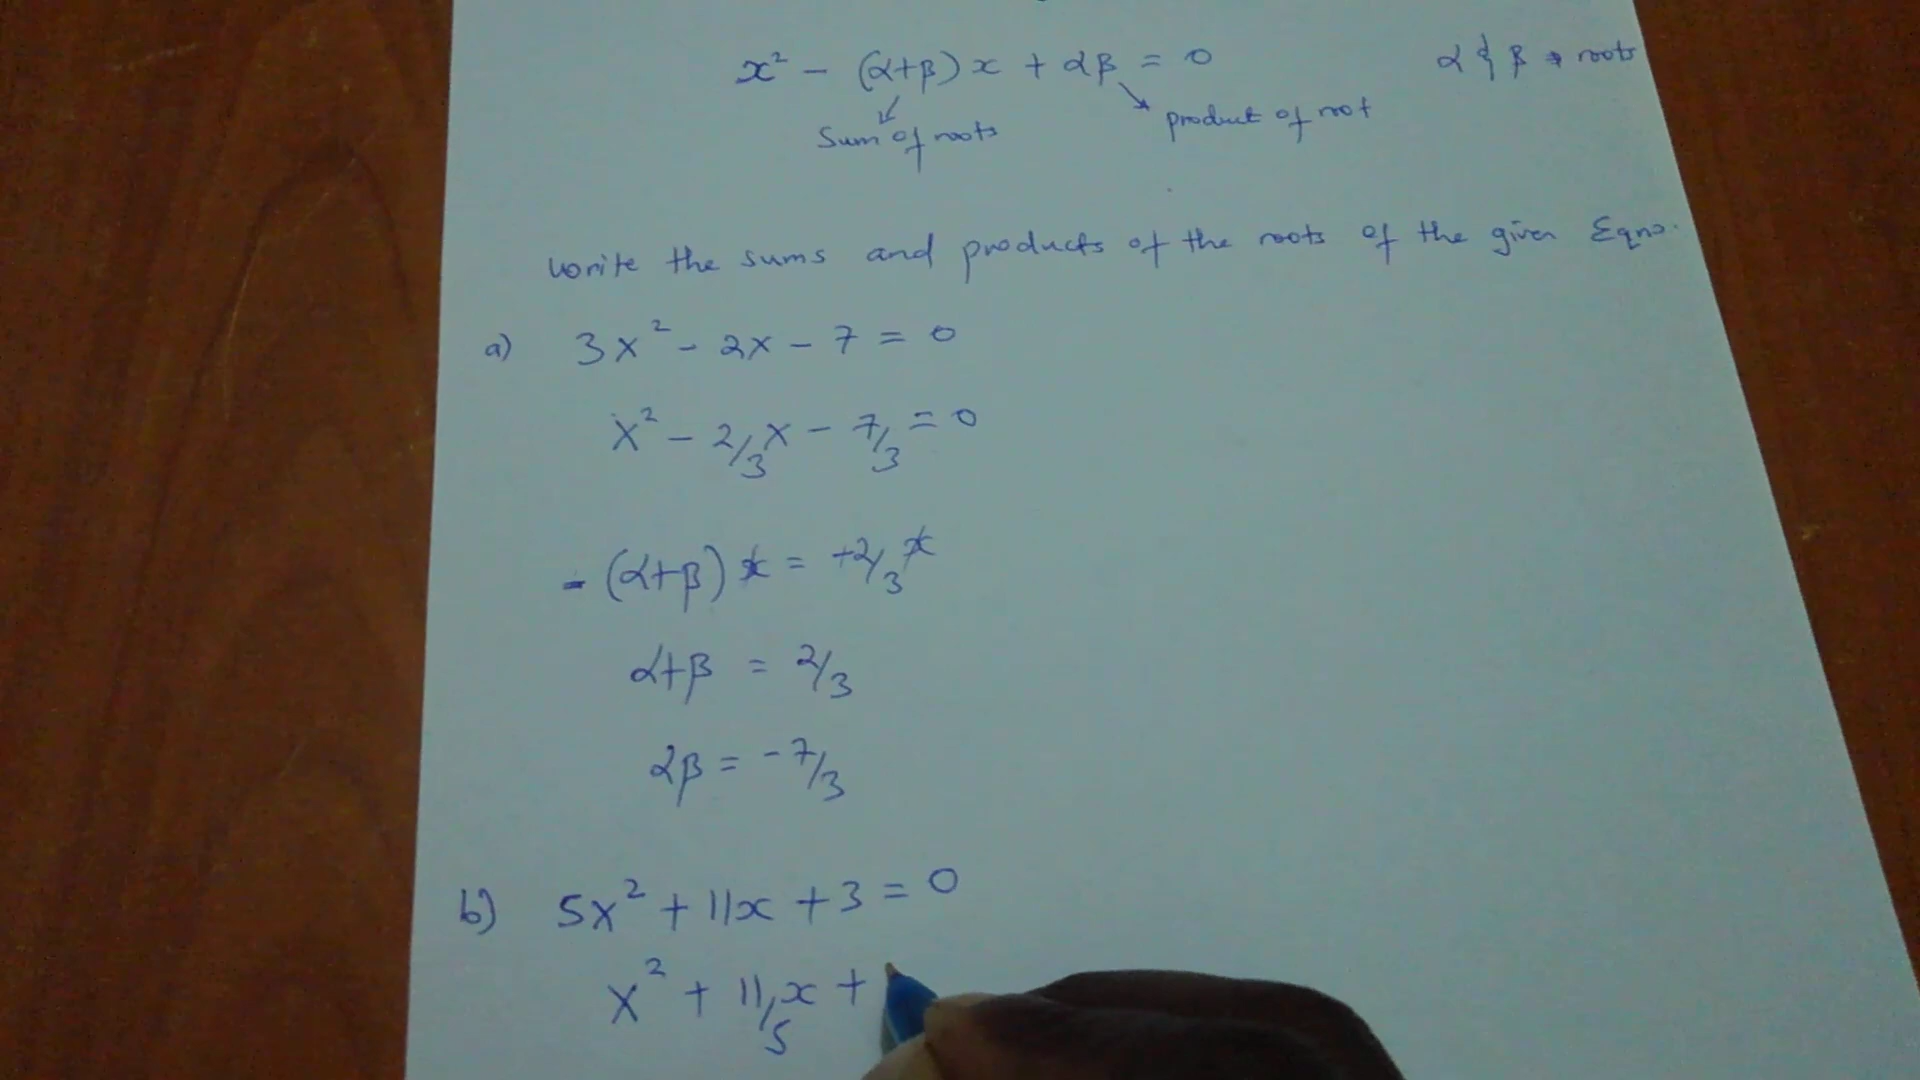 x² - (α+β)x + αβ = 0 α & β → roots
Sum of roots product of root
Write the sums and products of the roots of the given Eqns.
a) 3x² - 2x - 7 = 0
x² - 2/3x - 7/3 = 0
- (α+β)x = +2/3x
α+β = 2/3
αβ = -7/3
b) 5x² + 11x + 3 = 0
x² + 11/5x +